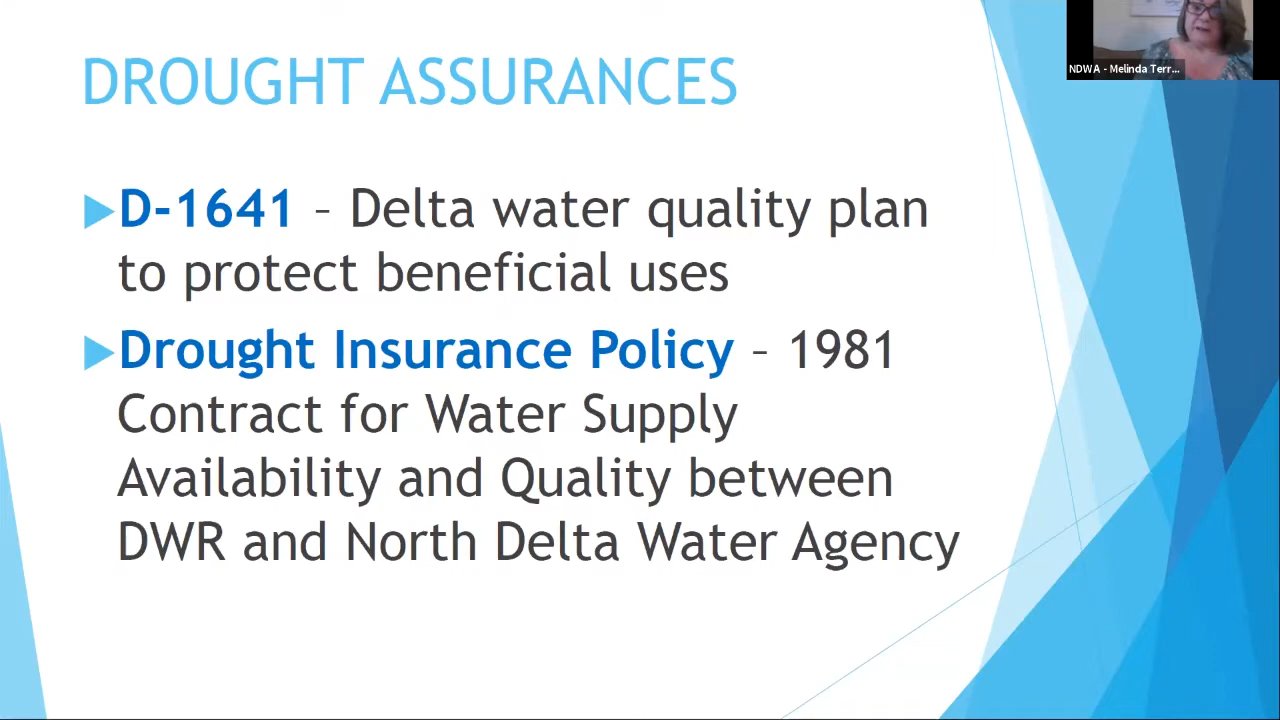 DROUGHT ASSURANCES
D-1641 – Delta water quality plan
to protect beneficial uses
Drought Insurance Policy – 1981
Contract for Water Supply
Availability and Quality between
DWR and North Delta Water Agency
NDWA - Melinda Terr...